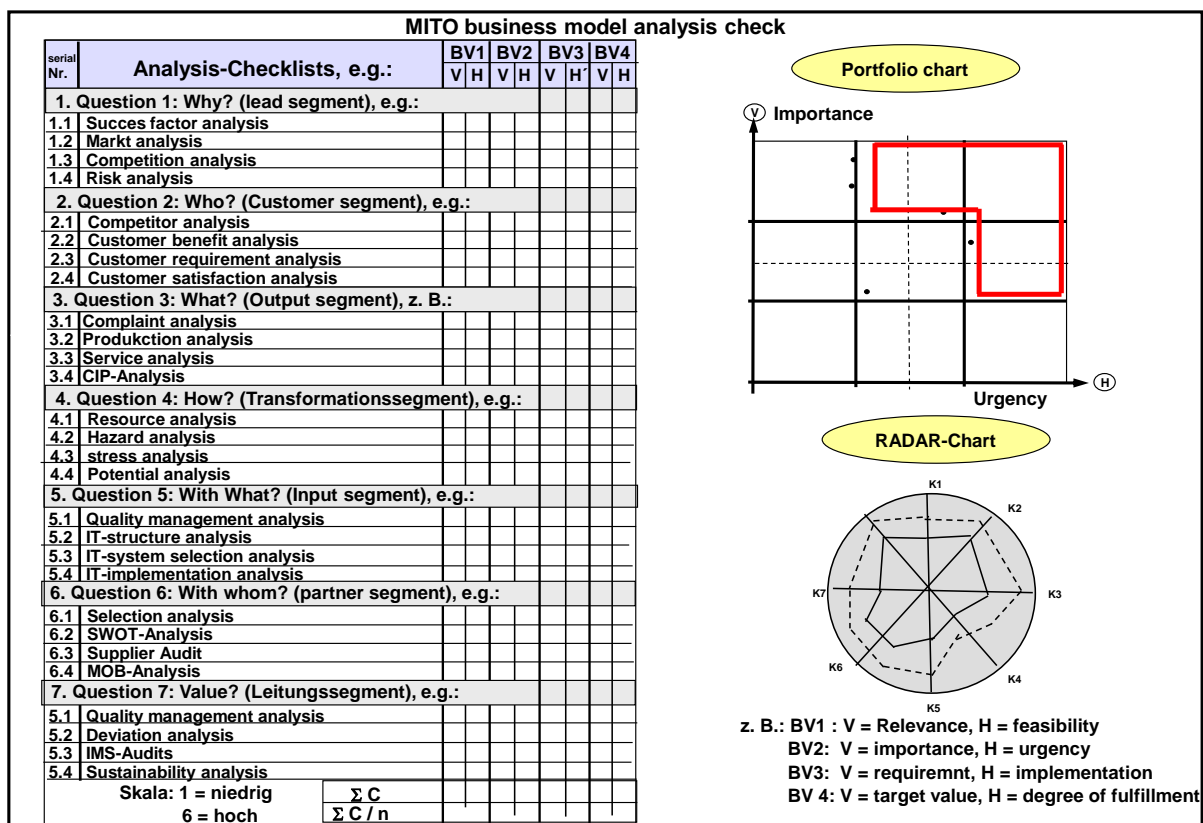 MITO business model analysis check
serial Nr.
Analysis-Checklists, e.g.:
BV1 BV2 BV3 BV4
V H V H V H´ V H
1. Question 1: Why? (lead segment), e.g.:
1.1 Succes factor analysis
1.2 Markt analysis
1.3 Competition analysis
1.4 Risk analysis
2. Question 2: Who? (Customer segment), e.g.:
2.1 Competitor analysis
2.2 Customer benefit analysis
2.3 Customer requirement analysis
2.4 Customer satisfaction analysis
3. Question 3: What? (Output segment), z. B.:
3.1 Complaint analysis
3.2 Produkction analysis
3.3 Service analysis
3.4 CIP-Analysis
4. Question 4: How? (Transformationssegment), e.g.:
4.1 Resource analysis
4.2 Hazard analysis
4.3 stress analysis
4.4 Potential analysis
5. Question 5: With What? (Input segment), e.g.:
5.1 Quality management analysis
5.2 IT-structure analysis
5.3 IT-system selection analysis
5.4 IT-implementation analysis
6. Question 6: With whom? (partner segment), e.g.:
6.1 Selection analysis
6.2 SWOT-Analysis
6.3 Supplier Audit
6.4 MOB-Analysis
7. Question 7: Value? (Leitungssegment), e.g.:
5.1 Quality management analysis
5.2 Deviation analysis
5.3 IMS-Audits
5.4 Sustainability analysis
Skala: 1 = niedrig
6 = hoch
Σ C
Σ C / n
Portfolio chart
V Importance
H
Urgency
RADAR-Chart
K1
K2
K3
K4
K5
K6
K7
z. B.: BV1 : V = Relevance, H = feasibility
BV2: V = importance, H = urgency
BV3: V = requiremnt, H = implementation
BV 4: V = target value, H = degree of fulfillment